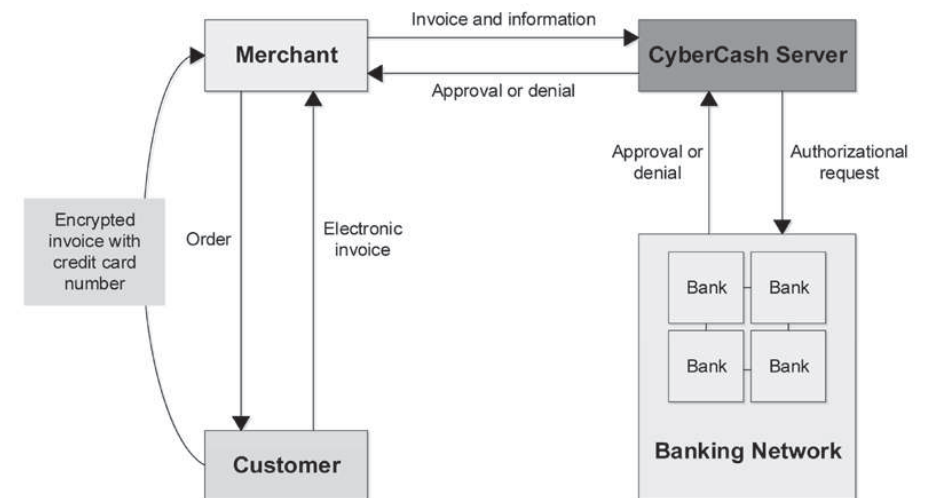 Invoice and information
Merchant
CyberCash Server
Approval or denial
Approval or
denial
Authorizational
request
Encrypted
invoice with
credit card
number
Order
Electronic
invoice
Bank
Bank
Bank
Bank
Banking Network
Customer